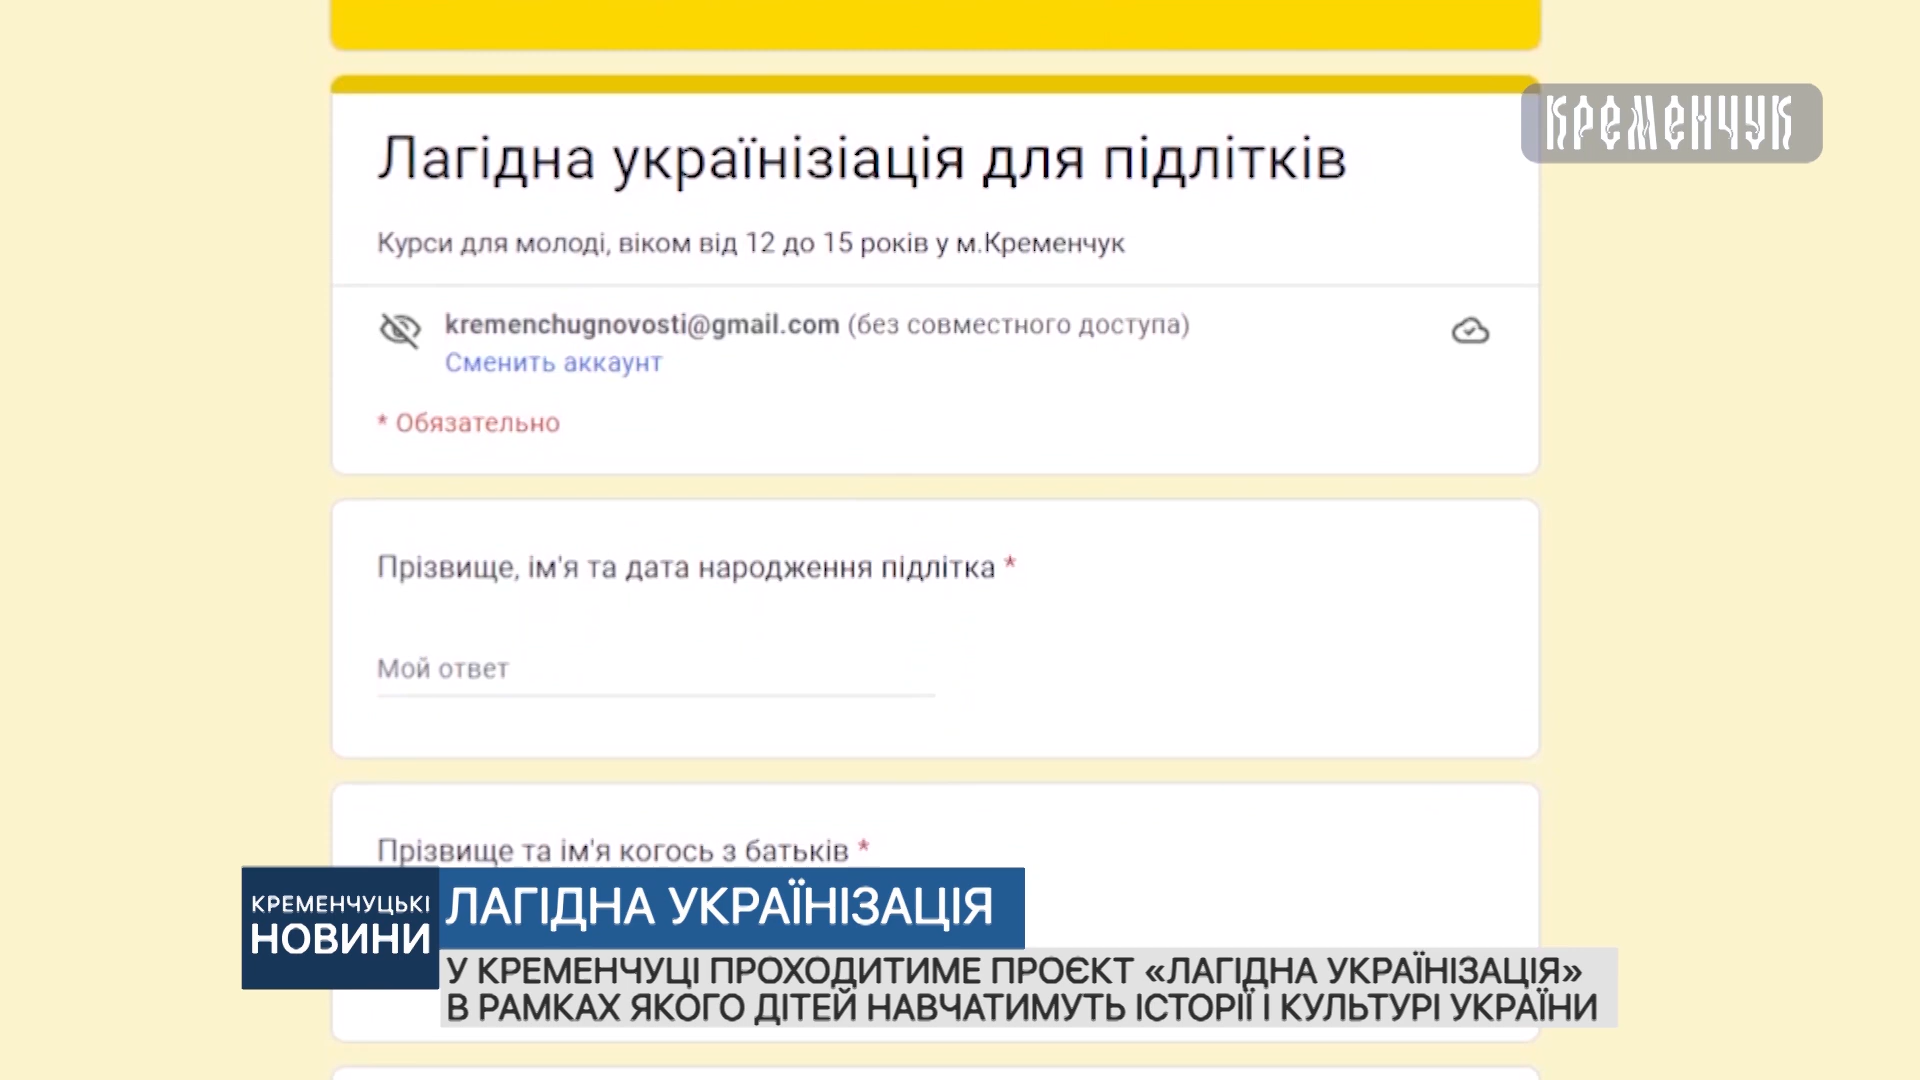 Лагідна українізіація для підлітків
КРЕМЕНЧУК
Курси для молоді, віком від 12 до 15 років у м.Кременчук
kremenchugnovosti@gmail.com (без совместного доступа)
Сменить аккаунт
* Обязательно
Прізвище, ім'я та дата народження підлітка *
Мой ответ
Прізвище та ім'я когось з батьків *
КРЕМЕНЧУЦЬКІ
НОВИНИ
ЛАГІДНА УКРАЇНІЗАЦІЯ
У КРЕМЕНЧУЦІ ПРОХОДИТИМЕ ПРОЄКТ «ЛАГІДНА УКРАЇНІЗАЦІЯ»
В РАМКАХ ЯКОГО ДІТЕЙ НАВЧАТИМУТЬ ІСТОРІЇ І КУЛЬТУРІ УКРАЇНИ